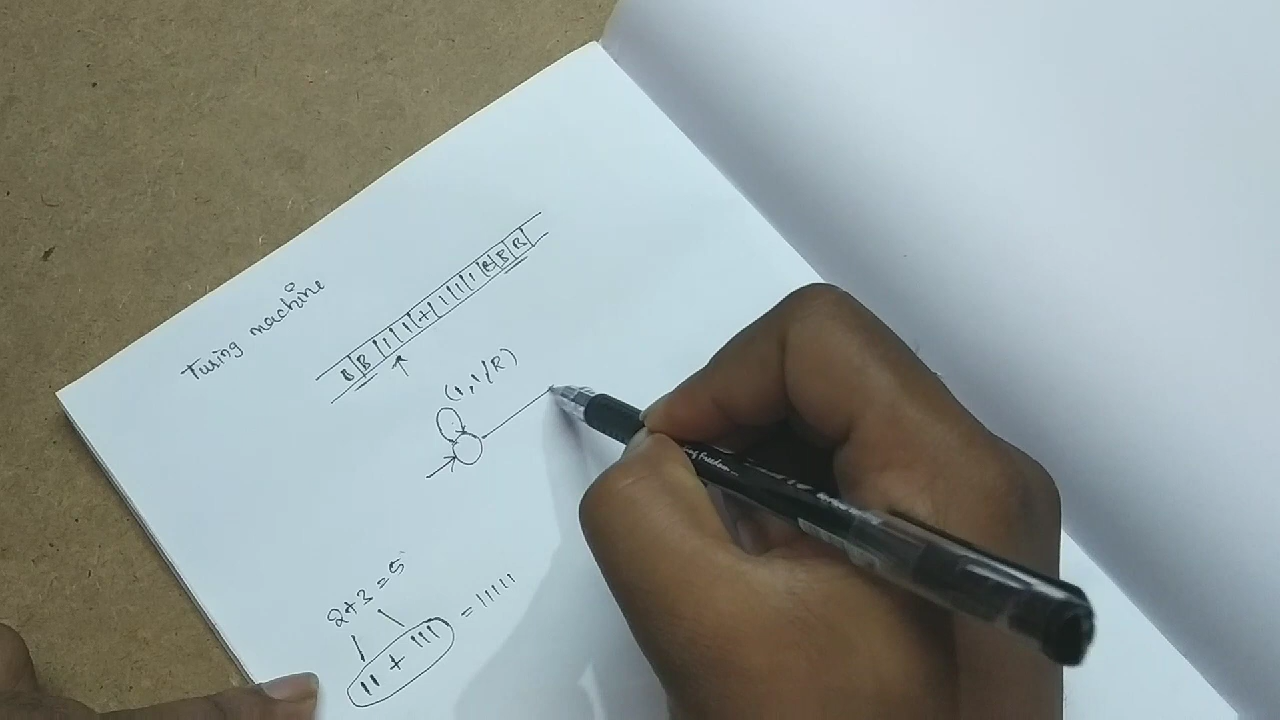 Turing machine
B B 1 1 + 1 1 1 B B B
(1,1/R)
2+3=5
11 + 111 = 11111